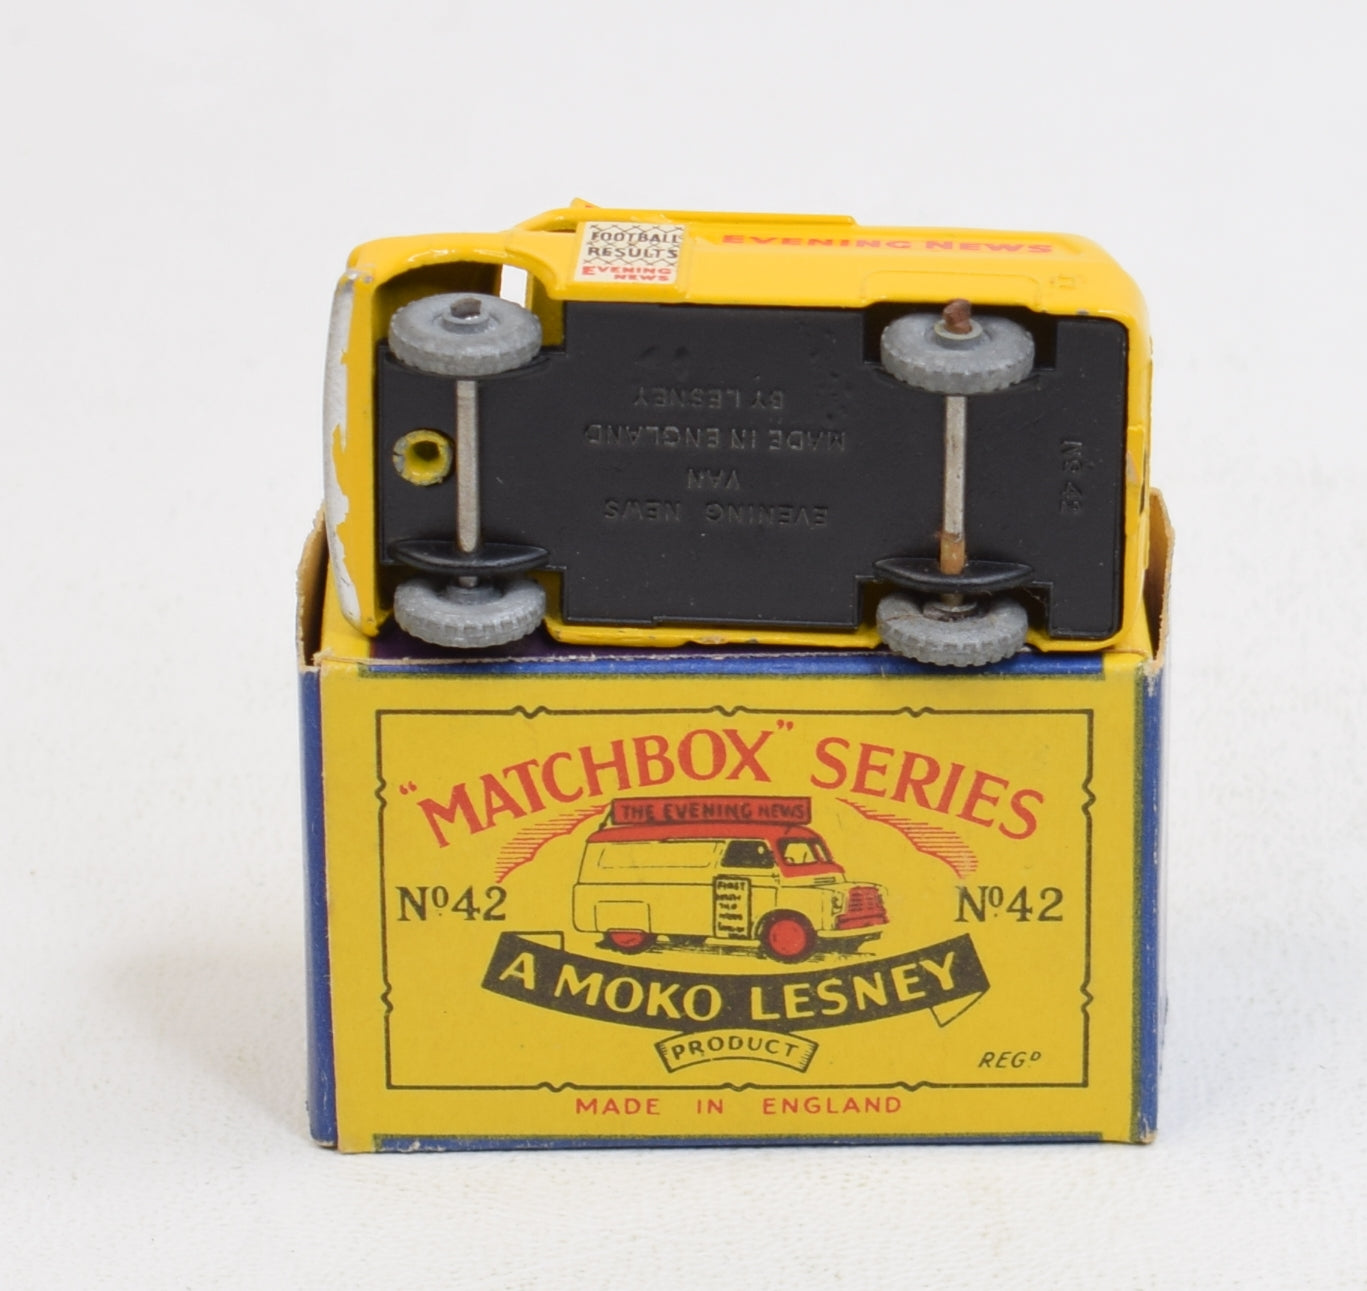 FOOTBALL
RESULTS
EVENING
NEWS
EVENING NEWS
EVENING NEWS
VAN
MADE IN ENGLAND
BY LESNEY
Nº 42
"MATCHBOX" SERIES
THE EVENING NEWS
Nº42
Nº42
A MOKO LESNEY
PRODUCT
REGD
MADE IN ENGLAND